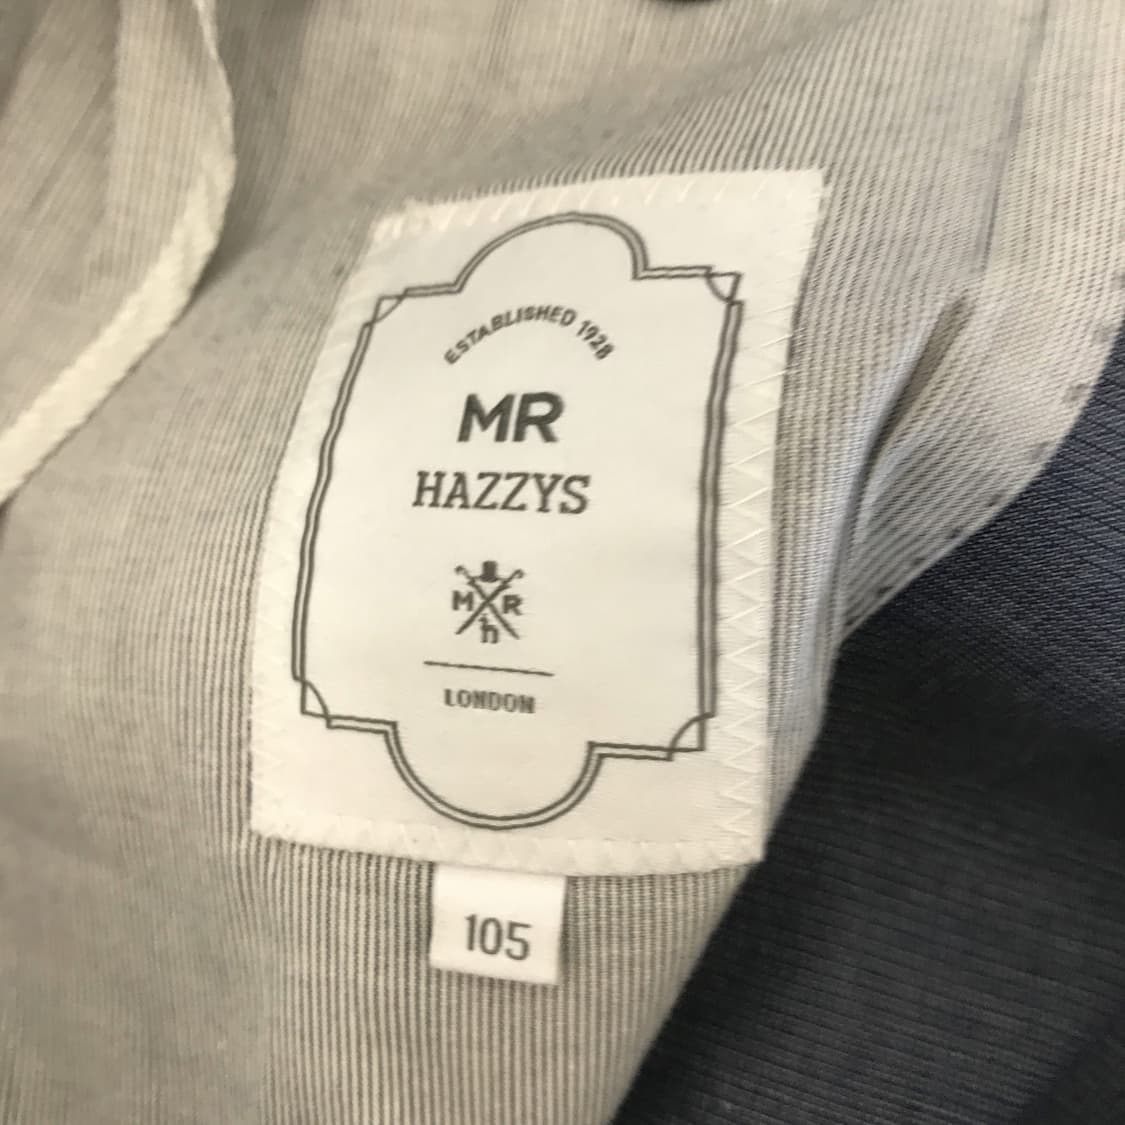 ESTABLISHED 1928
MR
HAZZYS
M R
h
LONDON
105